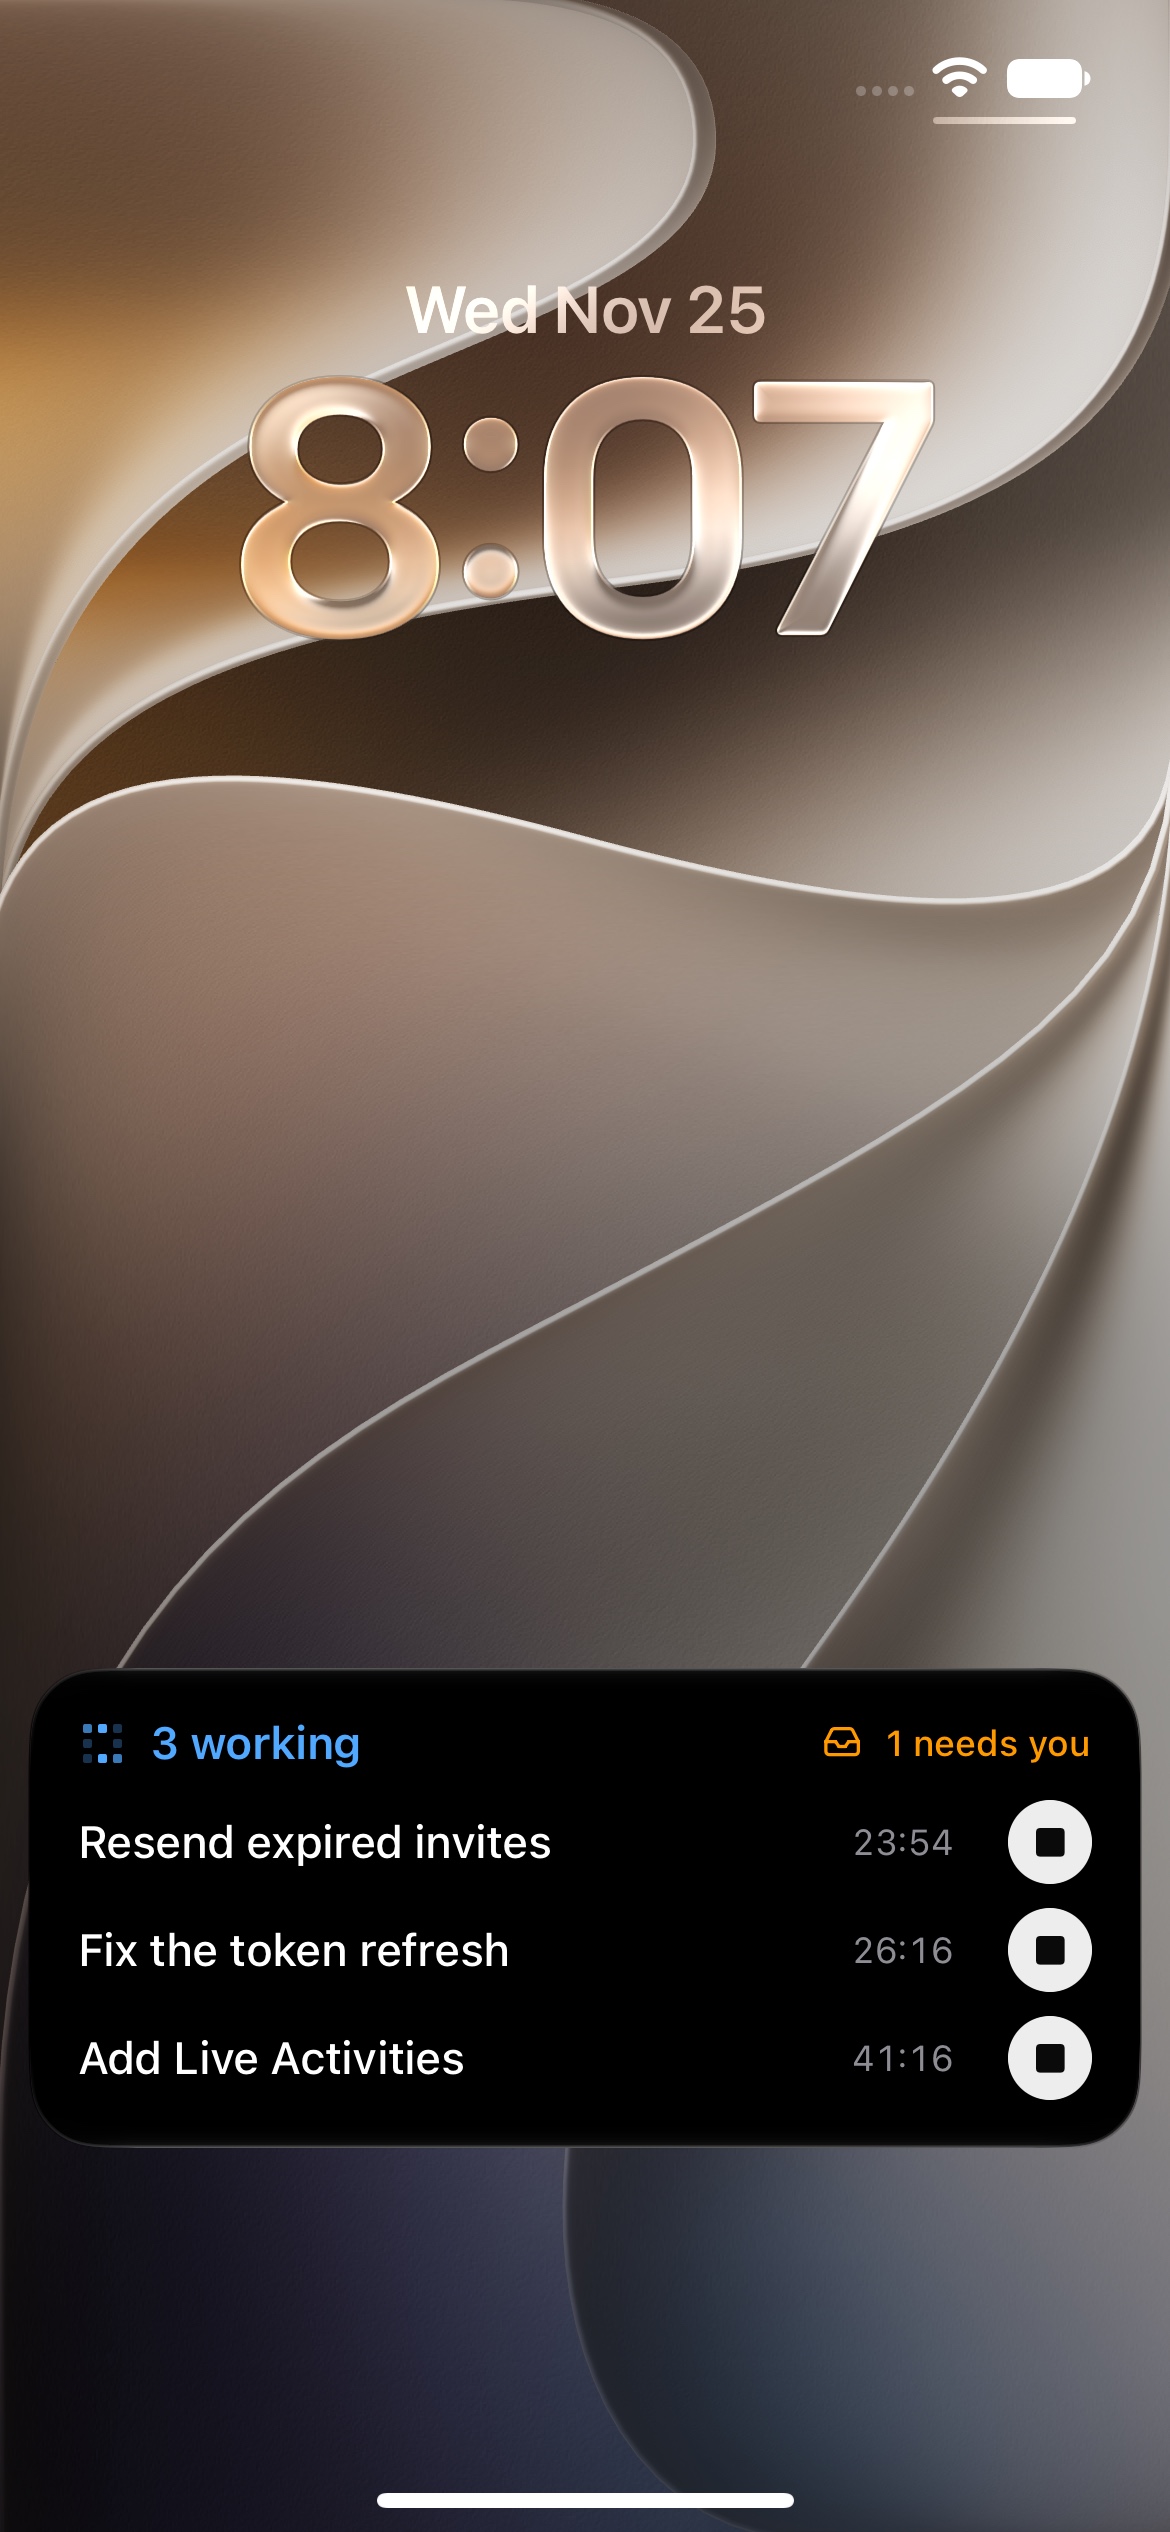 Wed Nov 25
8:07
3 working
1 needs you
Resend expired invites
23:54
Fix the token refresh
26:16
Add Live Activities
41:16